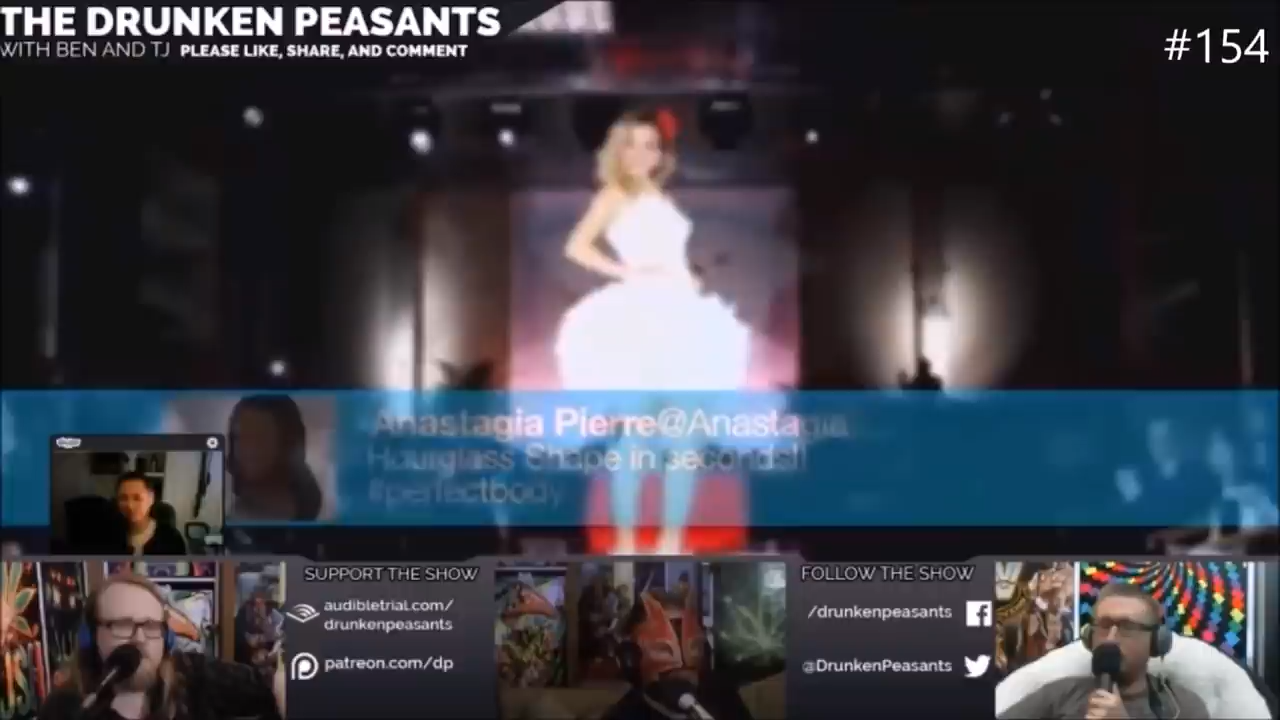 THE DRUNKEN PEASANTS
WITH BEN AND TJ PLEASE LIKE, SHARE, AND COMMENT
#154
Anastagia Pierre@Anastagia
Hourglass Shape in seconds!!
#perfectbody
SUPPORT THE SHOW
audibletrial.com/
drunkenpeasants
patreon.com/dp
FOLLOW THE SHOW
/drunkenpeasants
@DrunkenPeasants